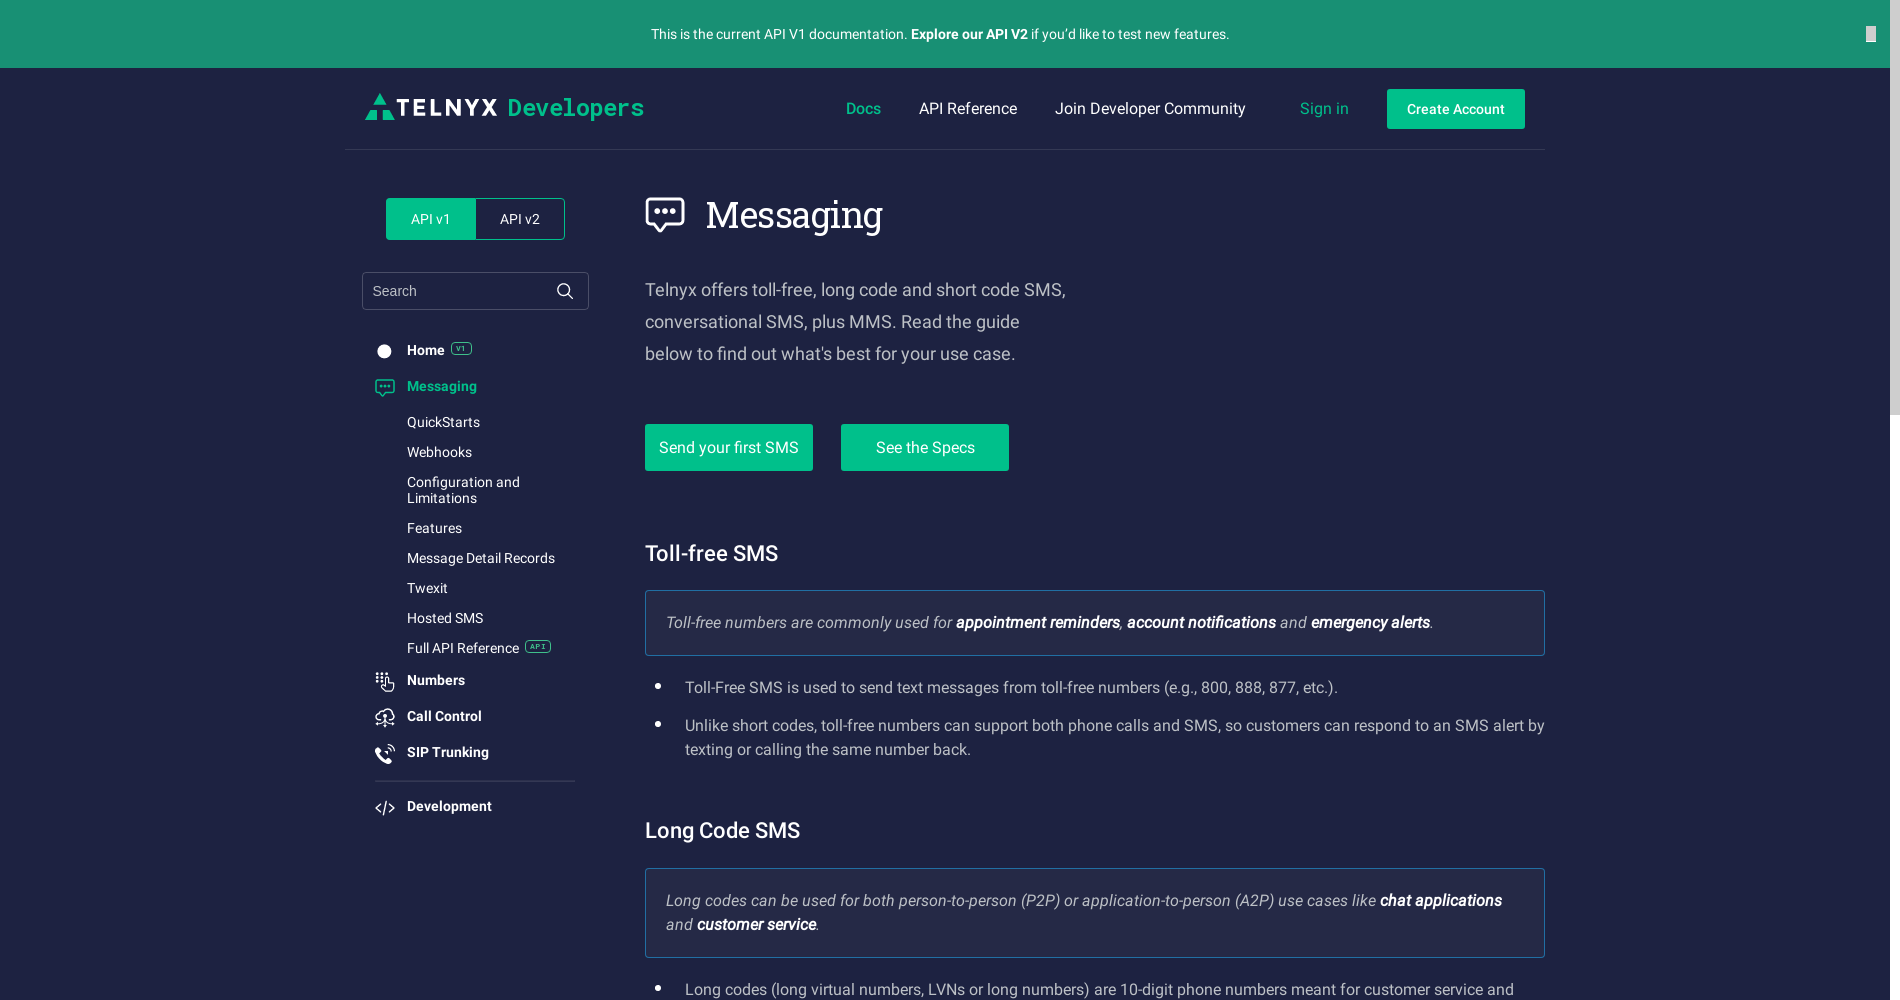 This is the current API V1 documentation. Explore our API V2 if you’d like to test new features.
TELNYX Developers
Docs
API Reference
Join Developer Community
Sign in
Create Account
API v1
API v2
Search
Home V1
Messaging
QuickStarts
Webhooks
Configuration and
Limitations
Features
Message Detail Records
Twexit
Hosted SMS
Full API Reference API
Numbers
Call Control
SIP Trunking
Development
Messaging
Telnyx offers toll-free, long code and short code SMS,
conversational SMS, plus MMS. Read the guide
below to find out what's best for your use case.
Send your first SMS
See the Specs
Toll-free SMS
Toll-free numbers are commonly used for appointment reminders, account notifications and emergency alerts.
Toll-Free SMS is used to send text messages from toll-free numbers (e.g., 800, 888, 877, etc.).
Unlike short codes, toll-free numbers can support both phone calls and SMS, so customers can respond to an SMS alert by
texting or calling the same number back.
Long Code SMS
Long codes can be used for both person-to-person (P2P) or application-to-person (A2P) use cases like chat applications
and customer service.
Long codes (long virtual numbers, LVNs or long numbers) are 10-digit phone numbers meant for customer service and